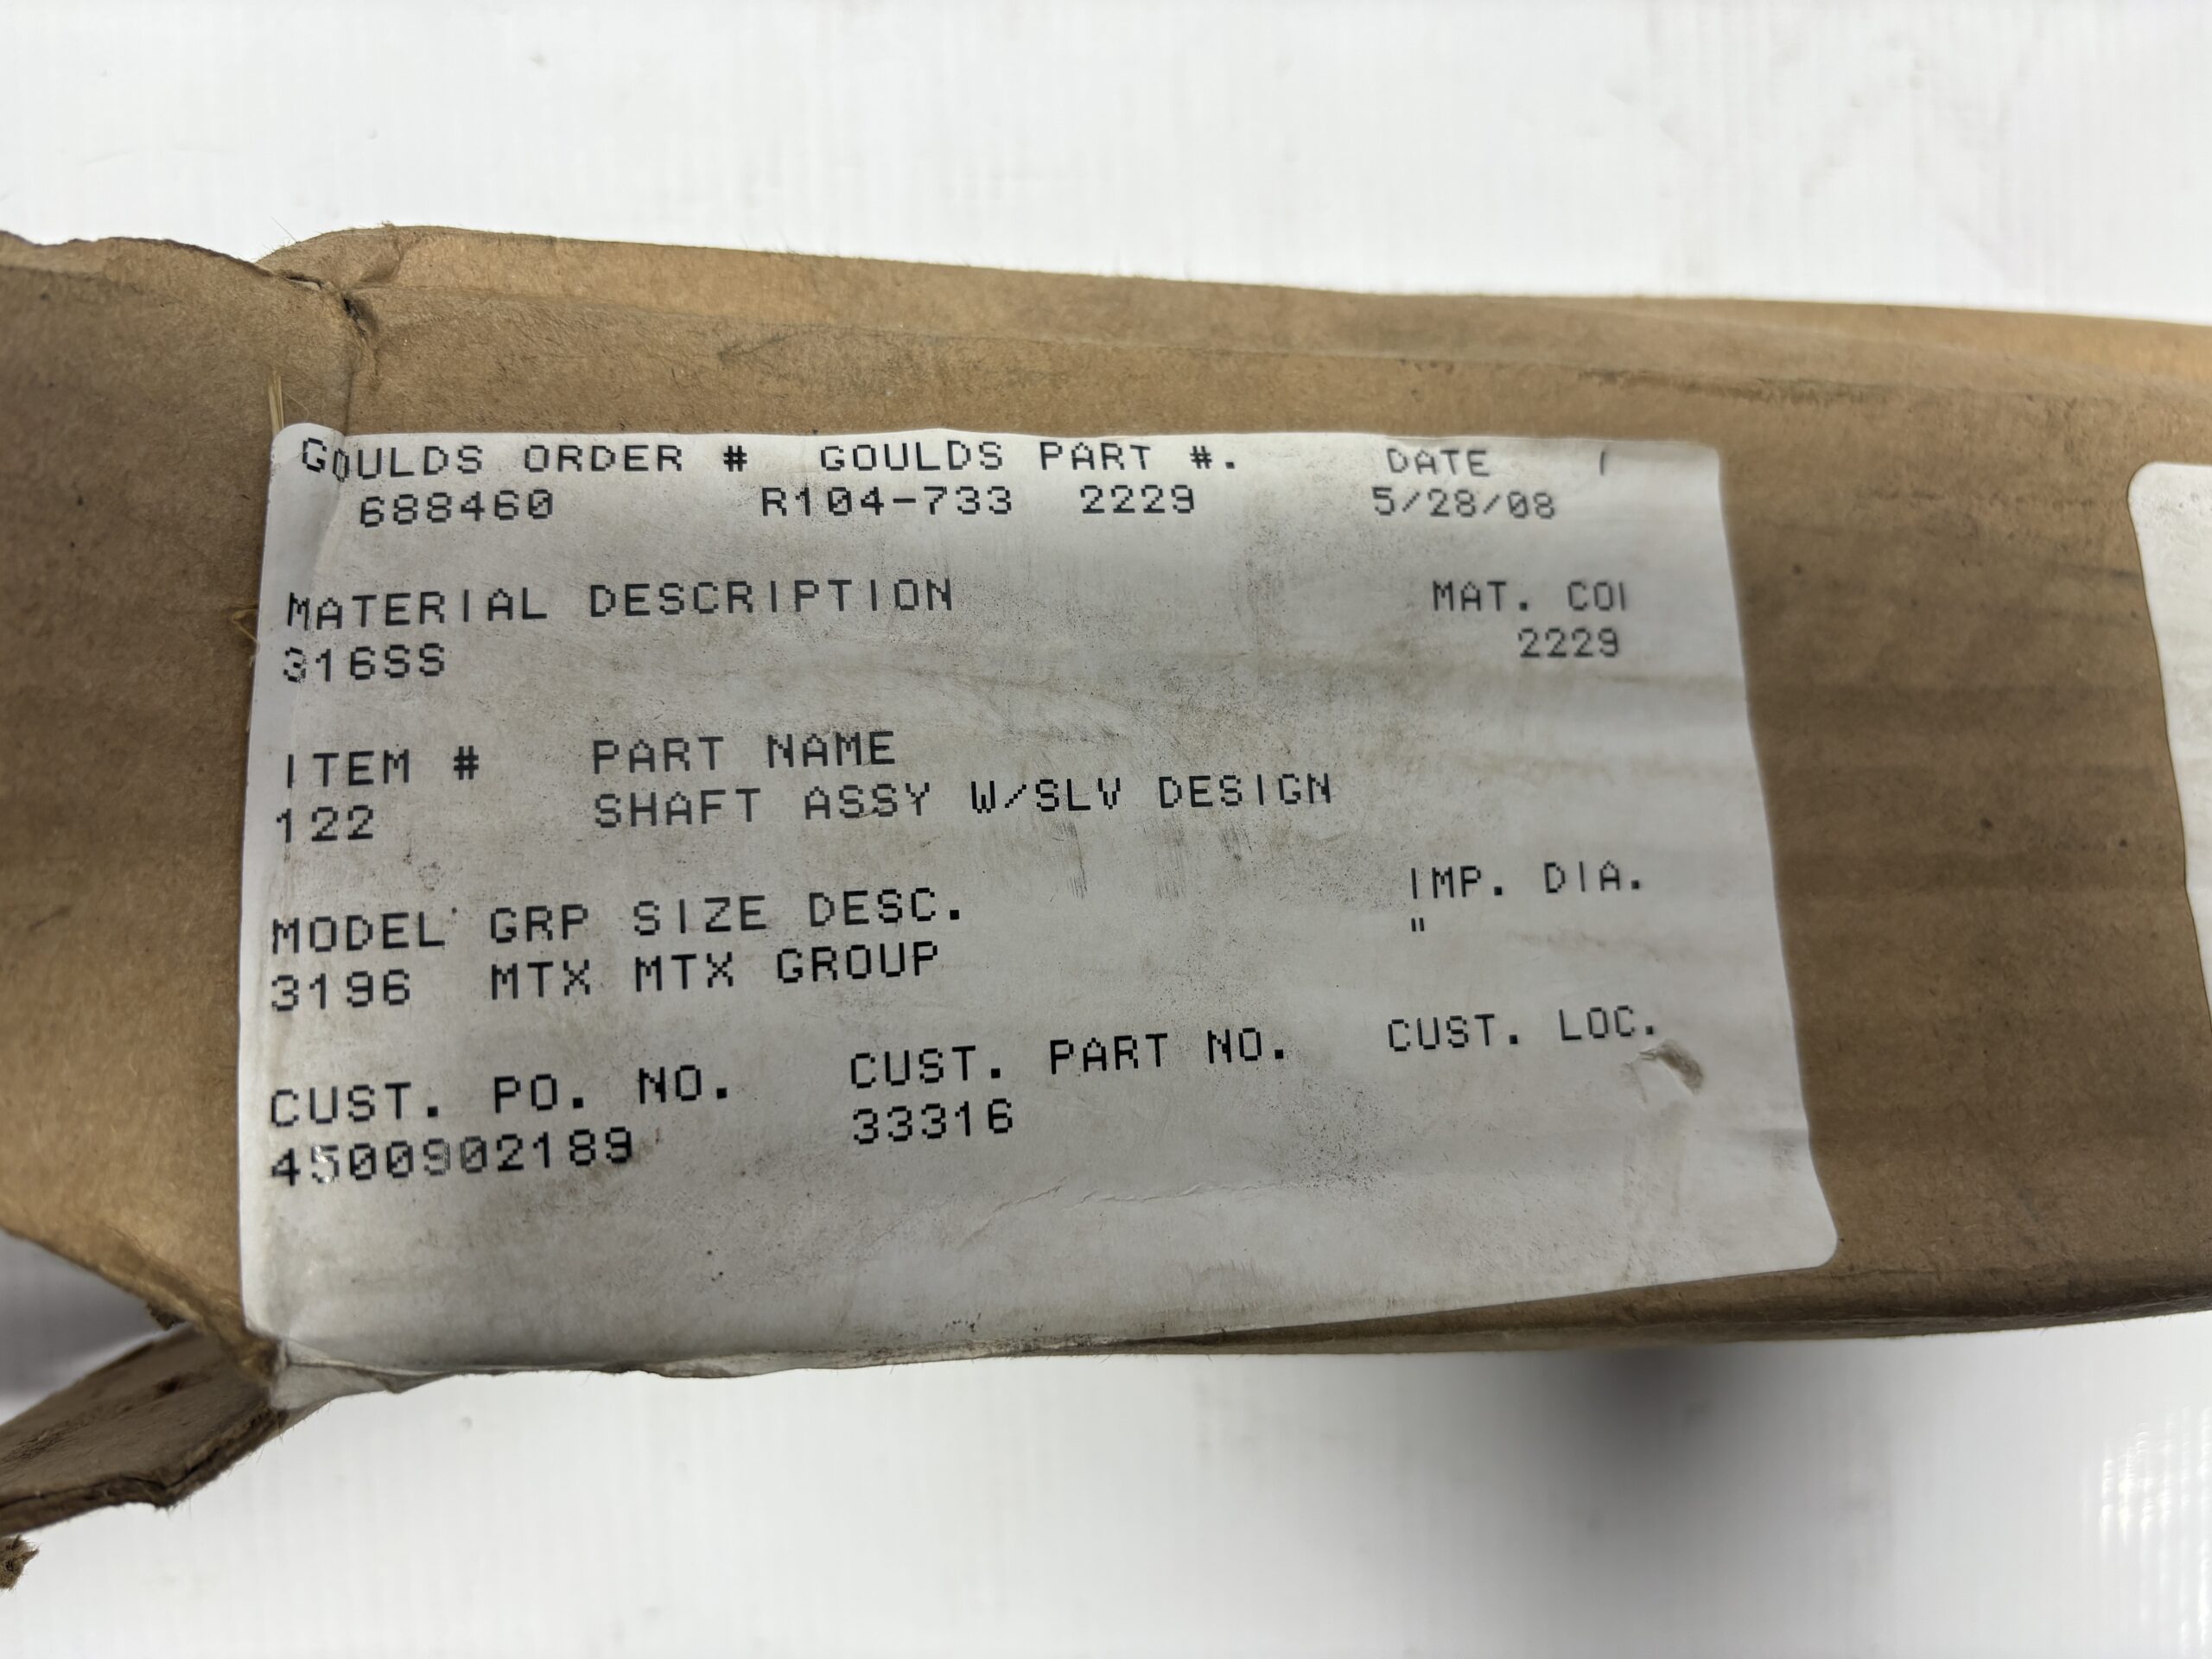 GOULDS ORDER # GOULDS PART #. DATE /
688460 R104-733 2229 5/28/08
MATERIAL DESCRIPTION MAT. COI
316SS 2229
ITEM # PART NAME
122 SHAFT ASSY W/SLV DESIGN
MODEL GRP SIZE DESC. IMP. DIA.
3196 MTX MTX GROUP "
CUST. PO. NO. CUST. PART NO. CUST. LOC.
4500902189 33316